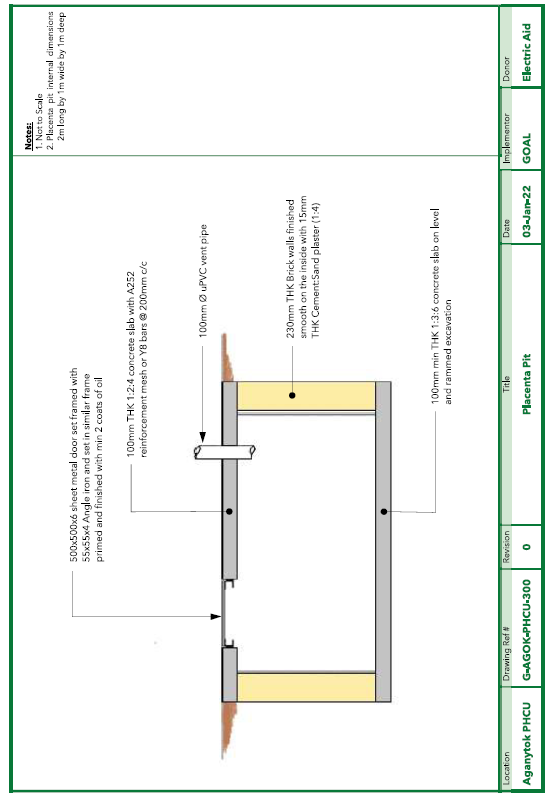 500x500x6 sheet metal door set framed with
55x55x4 Angle iron and set in similar frame
primed and finished with min 2 coats of oil
100mm THK 1:2:4 concrete slab with A252
reinforcement mesh or Y8 bars @ 200mm c/c
100mm Ø uPVC vent pipe
230mm THK Brick walls finished
smooth on the inside with 15mm
THK Cement:Sand plaster (1:4)
100mm min THK 1:3:6 concrete slab on level
and rammed excavation
Notes:
1. Not to Scale
2. Placenta pit internal dimensions
2m long by 1m wide by 1m deep
Location
Aganytok PHCU
Drawing Ref #
G-AGOK-PHCU-300
Revision
0
Title
Placenta Pit
Date
03-Jan-22
Implementor
GOAL
Donor
Electric Aid